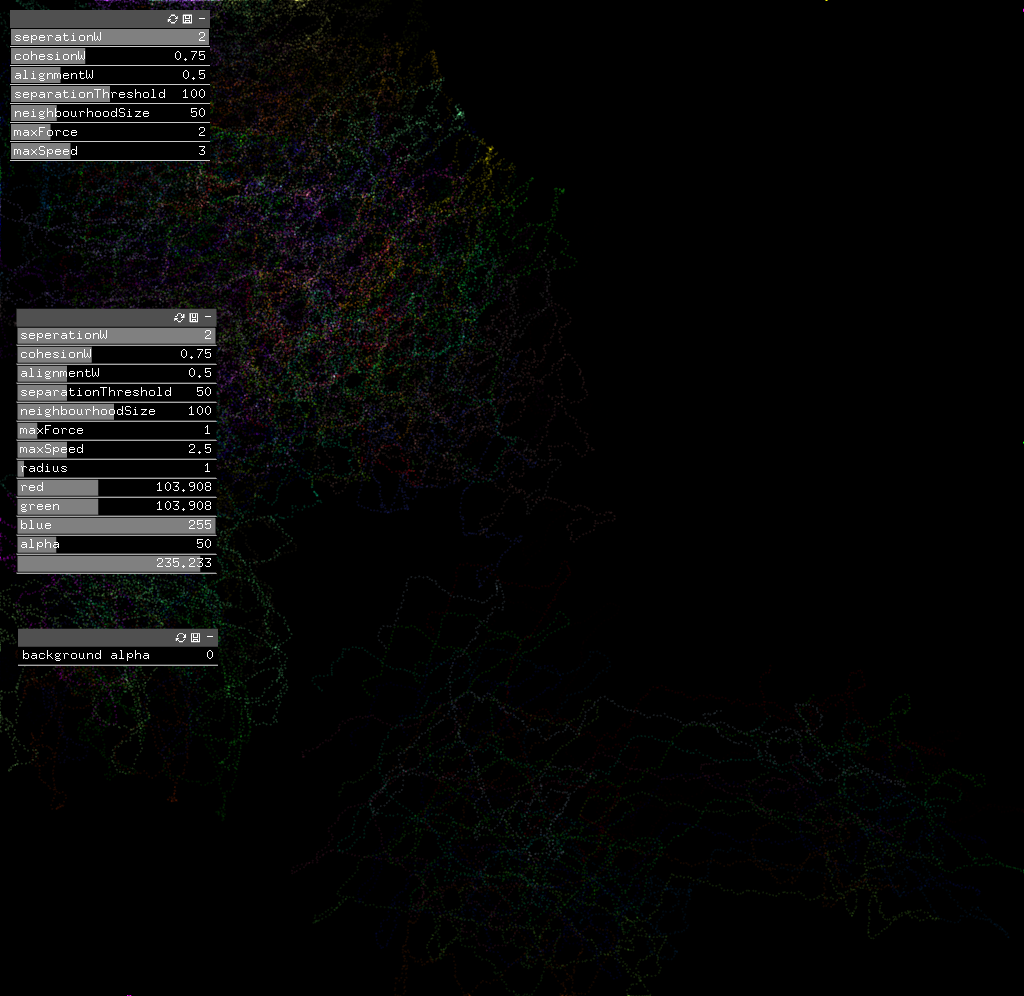 seperationW 2
cohesionW 0.75
alignmentW 0.5
separationThreshold 100
neighbourhoodSize 50
maxForce 2
maxSpeed 3
seperationW 2
cohesionW 0.75
alignmentW 0.5
separationThreshold 50
neighbourhoodSize 100
maxForce 1
maxSpeed 2.5
radius 1
red 103.908
green 103.908
blue 255
alpha 50
235.233
background alpha 0